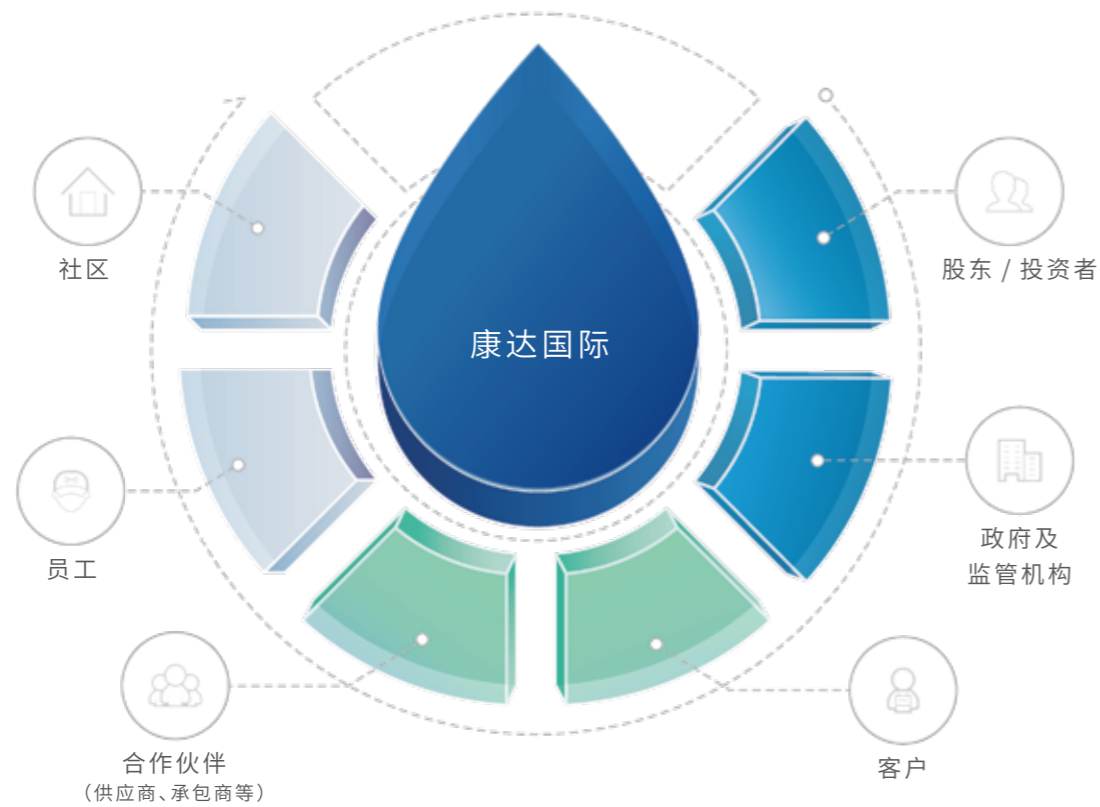 康达国际
社区
股东 / 投资者
员工
政府及
监管机构
合作伙伴
（供应商、承包商等）
客户